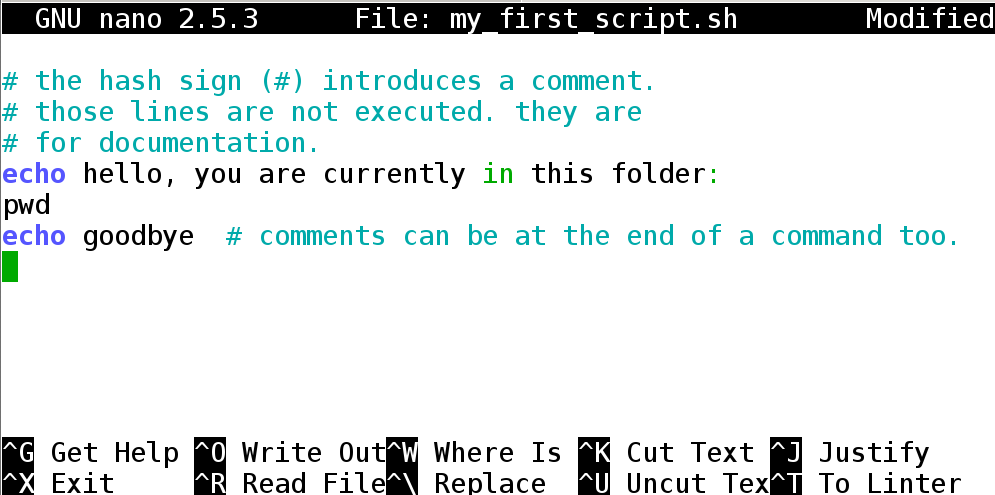 GNU nano 2.5.3 File: my_first_script.sh Modified
# the hash sign (#) introduces a comment.
# those lines are not executed. they are
# for documentation.
echo hello, you are currently in this folder:
pwd
echo goodbye  # comments can be at the end of a command too.
^G Get Help ^O Write Out^W Where Is ^K Cut Text ^J Justify
^X Exit ^R Read File^\ Replace ^U Uncut Tex^T To Linter